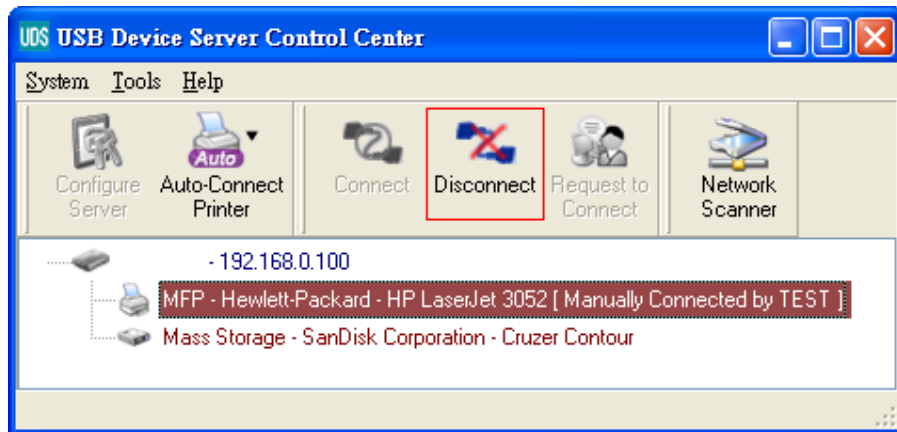 UDS USB Device Server Control Center
System Tools Help
Auto
Configure Server
Auto-Connect Printer
Connect
Disconnect
Request to Connect
Network Scanner
- 192.168.0.100
MFP - Hewlett-Packard - HP LaserJet 3052 [ Manually Connected by TEST ]
Mass Storage - SanDisk Corporation - Cruzer Contour